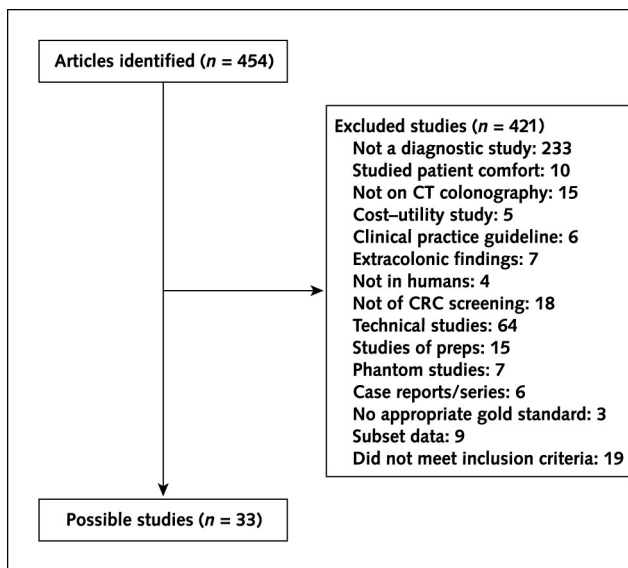 Articles identified (n = 454)
Excluded studies (n = 421)
Not a diagnostic study: 233
Studied patient comfort: 10
Not on CT colonography: 15
Cost–utility study: 5
Clinical practice guideline: 6
Extracolonic findings: 7
Not in humans: 4
Not of CRC screening: 18
Technical studies: 64
Studies of preps: 15
Phantom studies: 7
Case reports/series: 6
No appropriate gold standard: 3
Subset data: 9
Did not meet inclusion criteria: 19
Possible studies (n = 33)